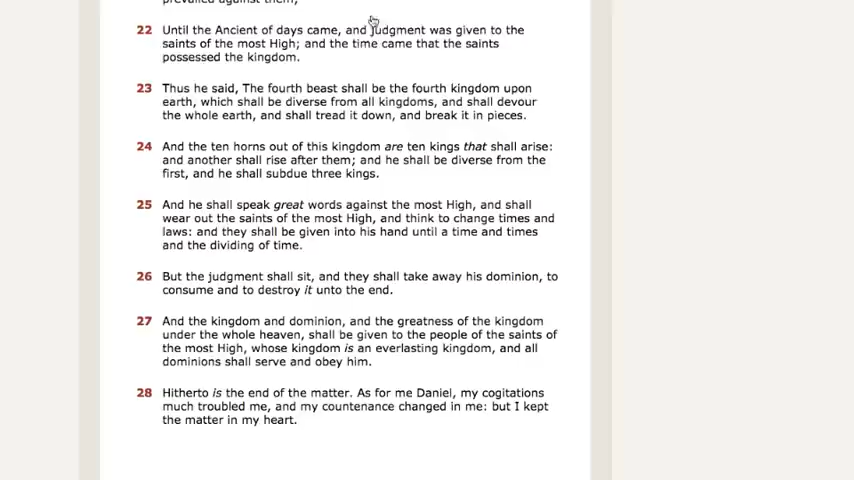 prevailed against them;
22 Until the Ancient of days came, and judgment was given to the
saints of the most High; and the time came that the saints
possessed the kingdom.
23 Thus he said, The fourth beast shall be the fourth kingdom upon
earth, which shall be diverse from all kingdoms, and shall devour
the whole earth, and shall tread it down, and break it in pieces.
24 And the ten horns out of this kingdom are ten kings that shall arise:
and another shall rise after them; and he shall be diverse from the
first, and he shall subdue three kings.
25 And he shall speak great words against the most High, and shall
wear out the saints of the most High, and think to change times and
laws: and they shall be given into his hand until a time and times
and the dividing of time.
26 But the judgment shall sit, and they shall take away his dominion, to
consume and to destroy it unto the end.
27 And the kingdom and dominion, and the greatness of the kingdom
under the whole heaven, shall be given to the people of the saints of
the most High, whose kingdom is an everlasting kingdom, and all
dominions shall serve and obey him.
28 Hitherto is the end of the matter. As for me Daniel, my cogitations
much troubled me, and my countenance changed in me: but I kept
the matter in my heart.